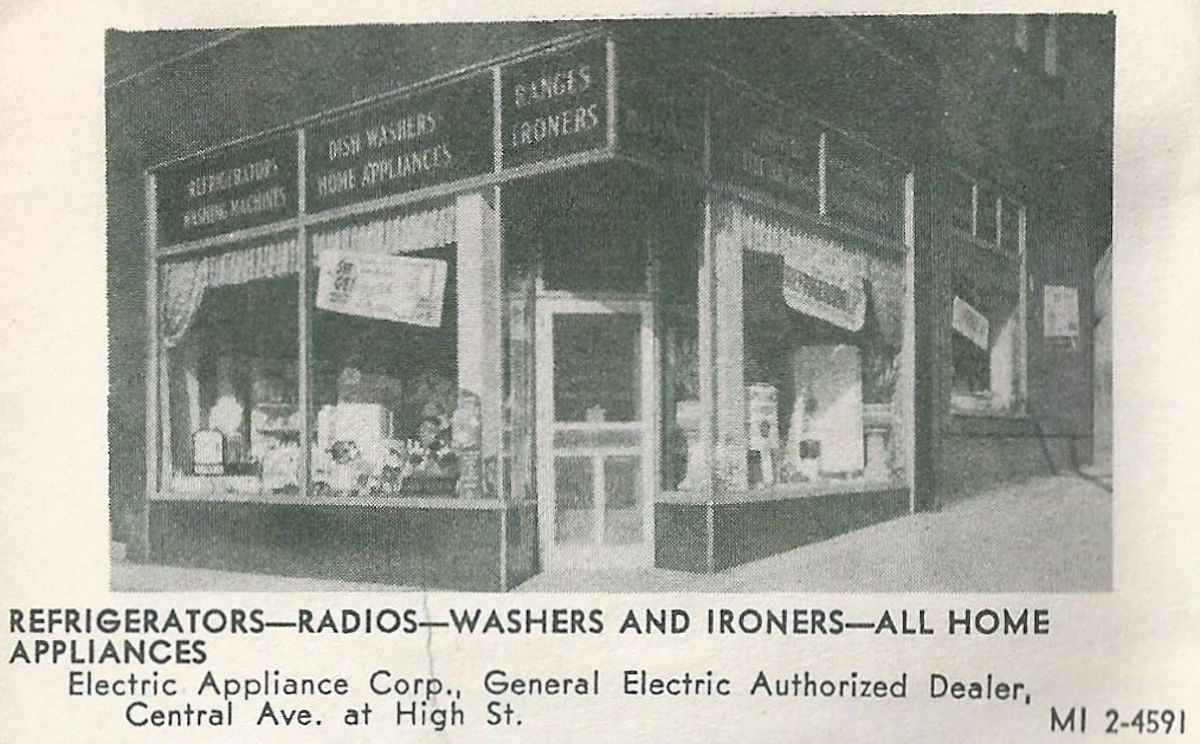 REFRIGERATORS
WASHING MACHINES
DISH WASHERS
HOME APPLIANCES
RANGES
IRONERS
REFRIGERATORS—RADIOS—WASHERS AND IRONERS—ALL HOME
APPLIANCES
Electric Appliance Corp., General Electric Authorized Dealer,
Central Ave. at High St.
MI 2-4591